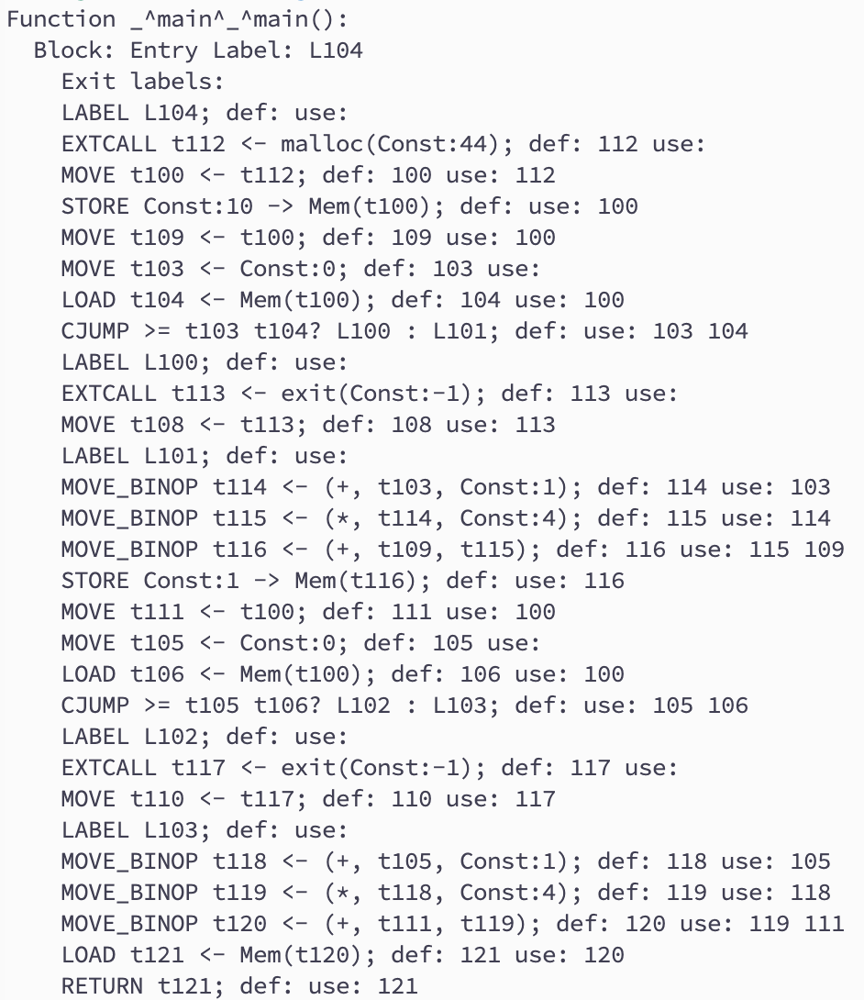 Function _^main^_^main():
Block: Entry Label: L104
Exit labels:
LABEL L104; def: use:
EXTCALL t112 <- malloc(Const:44); def: 112 use:
MOVE t100 <- t112; def: 100 use: 112
STORE Const:10 -> Mem(t100); def: use: 100
MOVE t109 <- t100; def: 109 use: 100
MOVE t103 <- Const:0; def: 103 use:
LOAD t104 <- Mem(t100); def: 104 use: 100
CJUMP >= t103 t104? L100 : L101; def: use: 103 104
LABEL L100; def: use:
EXTCALL t113 <- exit(Const:-1); def: 113 use:
MOVE t108 <- t113; def: 108 use: 113
LABEL L101; def: use:
MOVE_BINOP t114 <- (+, t103, Const:1); def: 114 use: 103
MOVE_BINOP t115 <- (*, t114, Const:4); def: 115 use: 114
MOVE_BINOP t116 <- (+, t109, t115); def: 116 use: 115 109
STORE Const:1 -> Mem(t116); def: use: 116
MOVE t111 <- t100; def: 111 use: 100
MOVE t105 <- Const:0; def: 105 use:
LOAD t106 <- Mem(t100); def: 106 use: 100
CJUMP >= t105 t106? L102 : L103; def: use: 105 106
LABEL L102; def: use:
EXTCALL t117 <- exit(Const:-1); def: 117 use:
MOVE t110 <- t117; def: 110 use: 117
LABEL L103; def: use:
MOVE_BINOP t118 <- (+, t105, Const:1); def: 118 use: 105
MOVE_BINOP t119 <- (*, t118, Const:4); def: 119 use: 118
MOVE_BINOP t120 <- (+, t111, t119); def: 120 use: 119 111
LOAD t121 <- Mem(t120); def: 121 use: 120
RETURN t121; def: use: 121